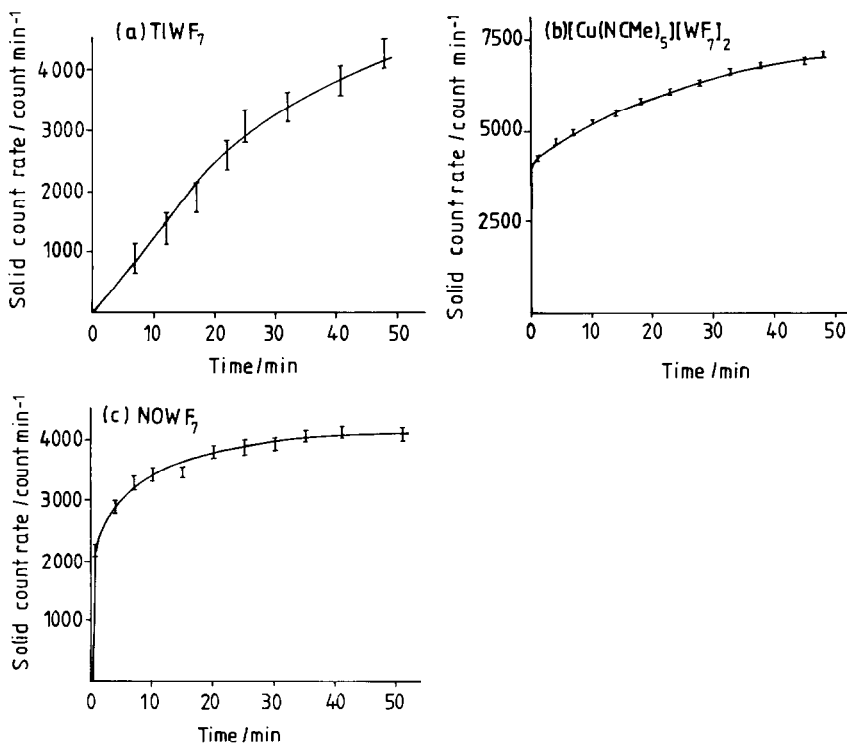 (a) TlWF₇
Solid count rate / count min⁻¹
4000
3000
2000
1000
0 10 20 30 40 50
Time/min
(b)[Cu(NCMe)₅][WF₇]₂
Solid count rate / count min⁻¹
7500
5000
2500
0 10 20 30 40 50
Time /min
(c) NOWF₇
Solid count rate /count min⁻¹
4000
3000
2000
1000
0 10 20 30 40 50
Time /min